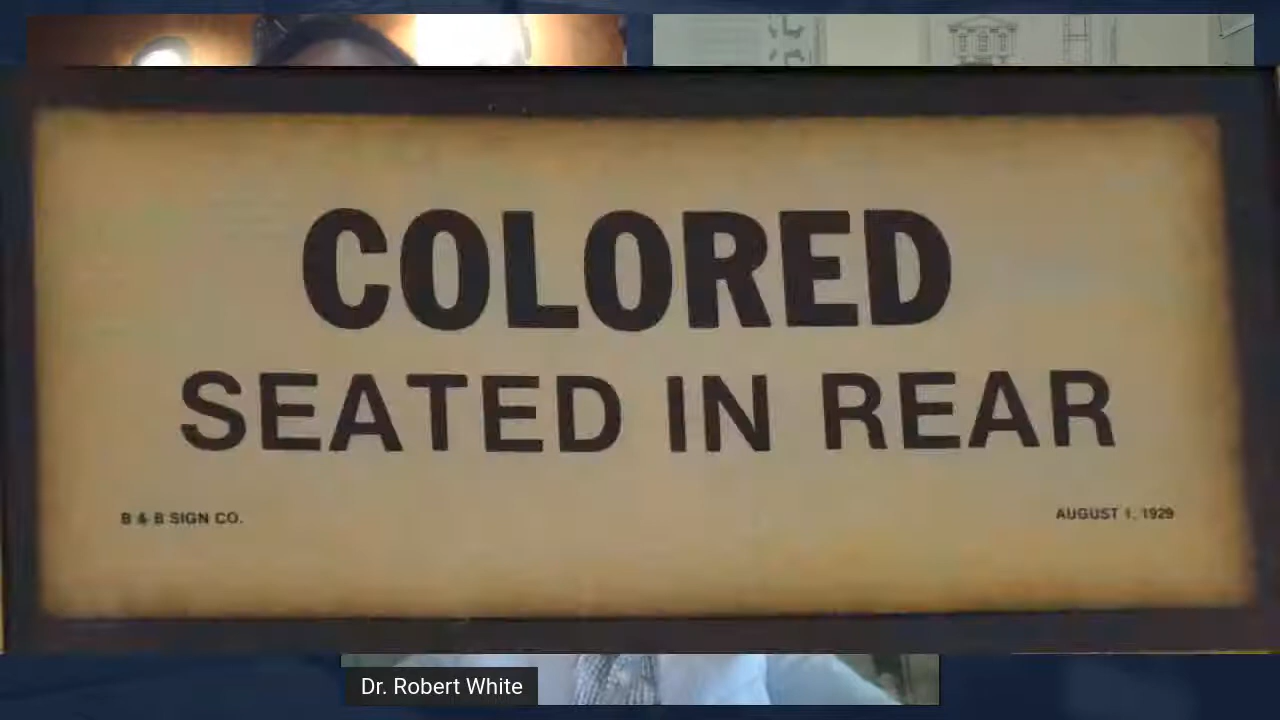 COLORED
SEATED IN REAR
B & B SIGN CO.
AUGUST 1, 1929
Dr. Robert White